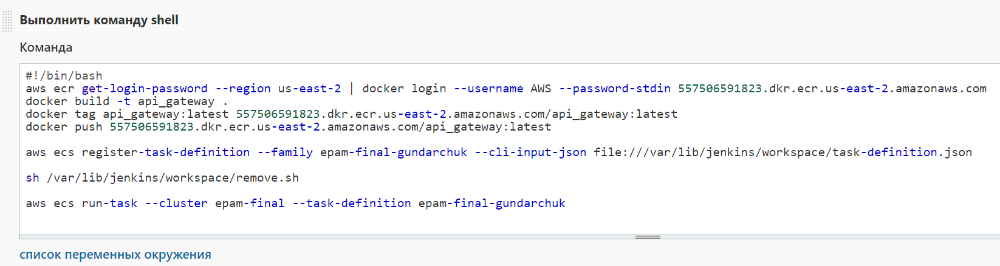 Выполнить команду shell
Команда
#!/bin/bash
aws ecr get-login-password --region us-east-2 | docker login --username AWS --password-stdin 557506591823.dkr.ecr.us-east-2.amazonaws.com
docker build -t api_gateway .
docker tag api_gateway:latest 557506591823.dkr.ecr.us-east-2.amazonaws.com/api_gateway:latest
docker push 557506591823.dkr.ecr.us-east-2.amazonaws.com/api_gateway:latest
aws ecs register-task-definition --family epam-final-gundarchuk --cli-input-json file:///var/lib/jenkins/workspace/task-definition.json
sh /var/lib/jenkins/workspace/remove.sh
aws ecs run-task --cluster epam-final --task-definition epam-final-gundarchuk
список переменных окружения